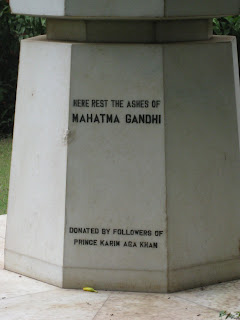 HERE REST THE ASHES OF
MAHATMA GANDHI
DONATED BY FOLLOWERS OF
PRINCE KARIM AGA KHAN